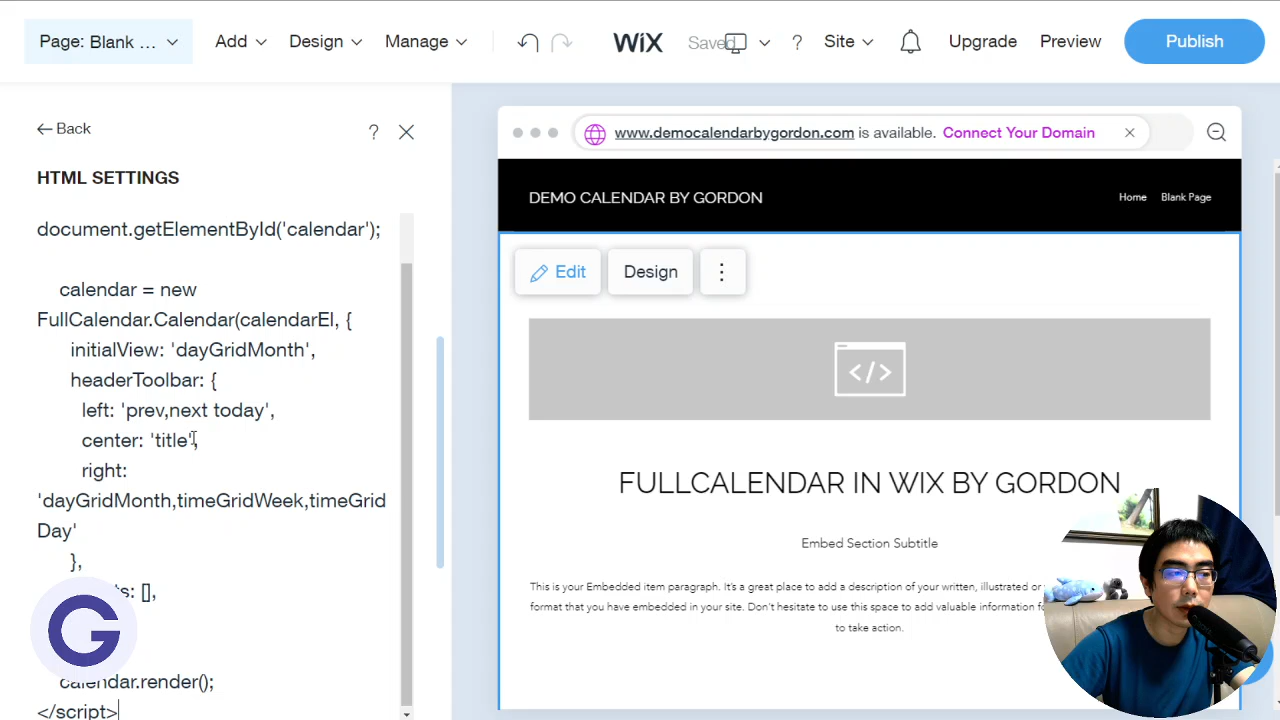 Page: Blank ...
Add
Design
Manage
WiX
Saved
?
Site
Upgrade
Preview
Publish
Back
?
HTML SETTINGS
document.getElementById('calendar');
calendar = new
FullCalendar.Calendar(calendarEl, {
initialView: 'dayGridMonth',
headerToolbar: {
left: 'prev,next today',
center: 'title',
right:
'dayGridMonth,timeGridWeek,timeGrid
Day'
},
: [],
calendar.render();
</script>
www.democalendarbygordon.com is available. Connect Your Domain
DEMO CALENDAR BY GORDON
Home
Blank Page
Edit
Design
</>
FULLCALENDAR IN WIX BY GORDON
Embed Section Subtitle
This is your Embedded item paragraph. It's a great place to add a description of your written, illustrated or
format that you have embedded in your site. Don't hesitate to use this space to add valuable information
to take action.
G